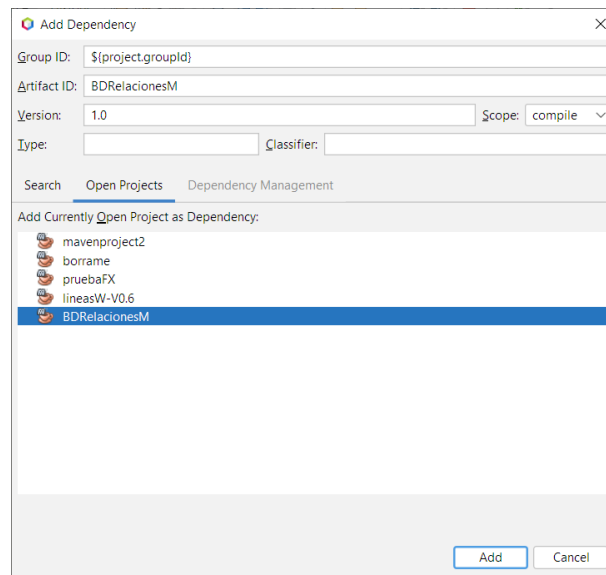 Add Dependency
Group ID: ${project.groupId}
Artifact ID: BDRelacionesM
Version: 1.0 Scope: compile
Type: Classifier:
Search Open Projects Dependency Management
Add Currently Open Project as Dependency:
mavenproject2
borrame
pruebaFX
lineasW-V0.6
BDRelacionesM
Add Cancel